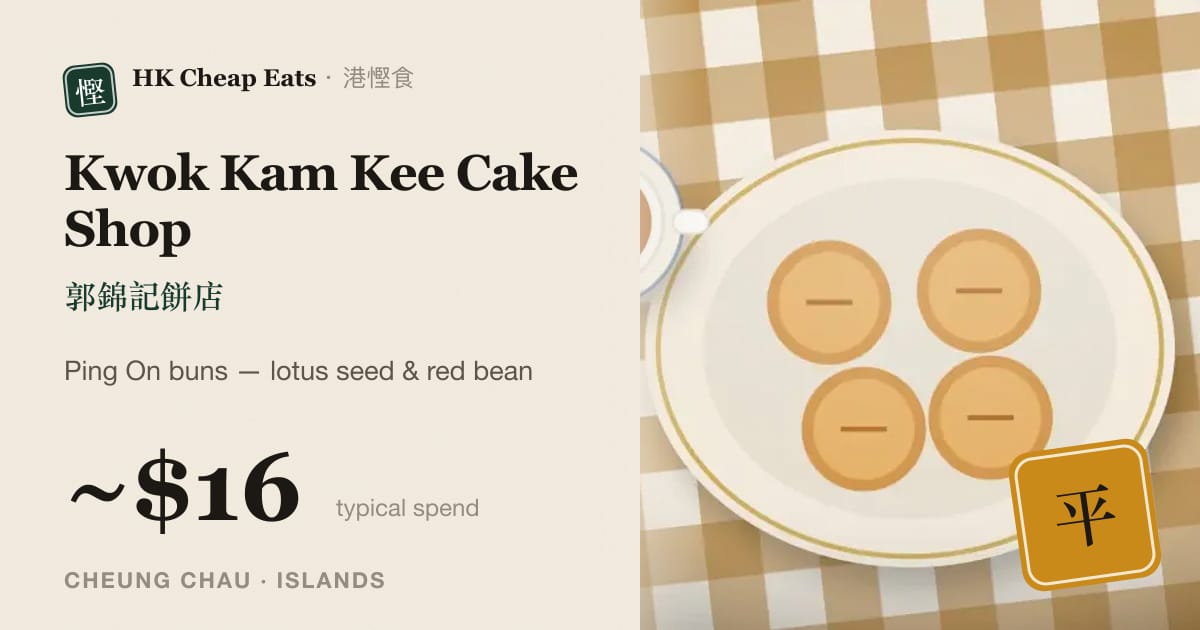 慳
HK Cheap Eats · 港慳食
Kwok Kam Kee Cake
Shop
郭錦記餅店
Ping On buns — lotus seed & red bean
~$16 typical spend
CHEUNG CHAU · ISLANDS
平